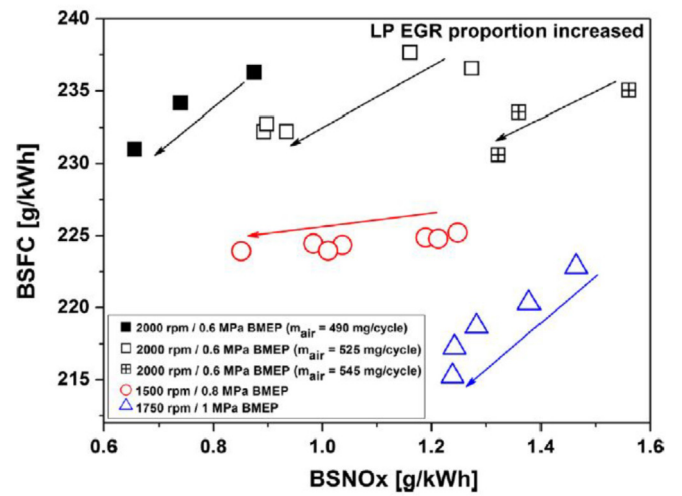 LP EGR proportion increased
240
235
230
225
220
215
BSFC [g/kWh]
2000 rpm / 0.6 MPa BMEP (mair = 490 mg/cycle)
2000 rpm / 0.6 MPa BMEP (mair = 525 mg/cycle)
2000 rpm / 0.6 MPa BMEP (mair = 545 mg/cycle)
1500 rpm / 0.8 MPa BMEP
1750 rpm / 1 MPa BMEP
0.6 0.8 1.0 1.2 1.4 1.6
BSNOx [g/kWh]